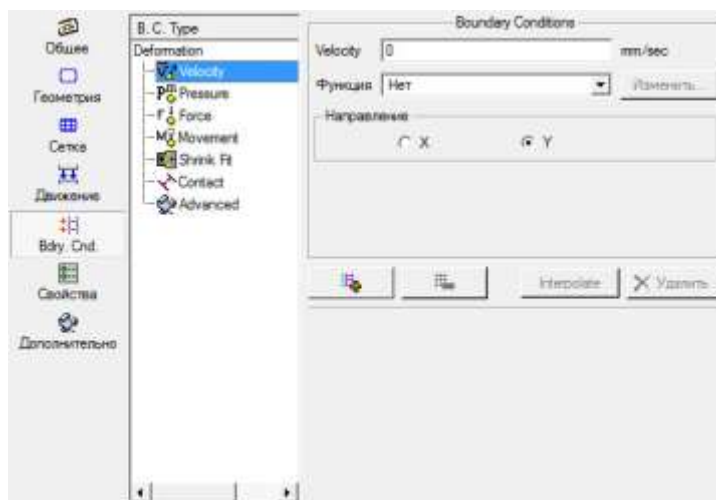 Общее
Геометрия
Сетка
Движение
Bdry. Cnd.
Свойства
Дополнительно
B. C. Type
Deformation
Velocity
Pressure
Force
Movement
Shrink Fit
Contact
Advanced
Boundary Conditions
Velocity 0 mm/sec
Функция Нет Изменить...
Направление
X Y
Interpolate Удалить